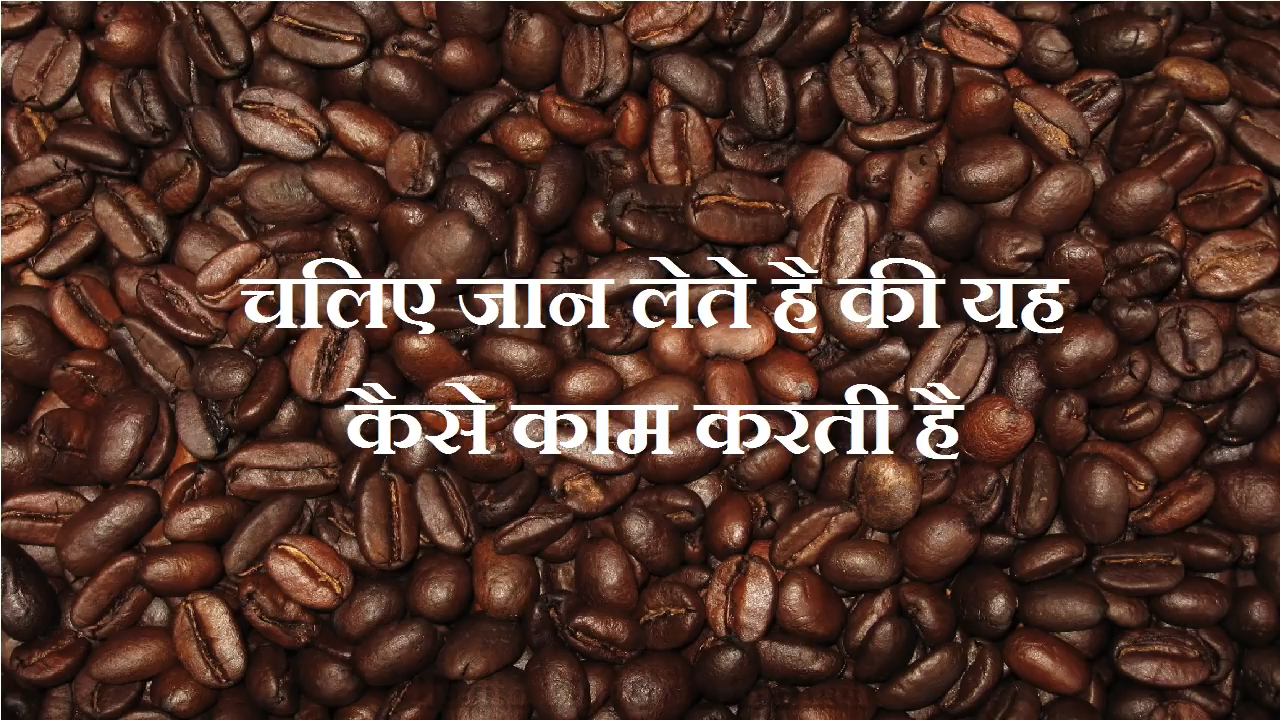 चलिए जान लेते है की यह
कैसे काम करती है